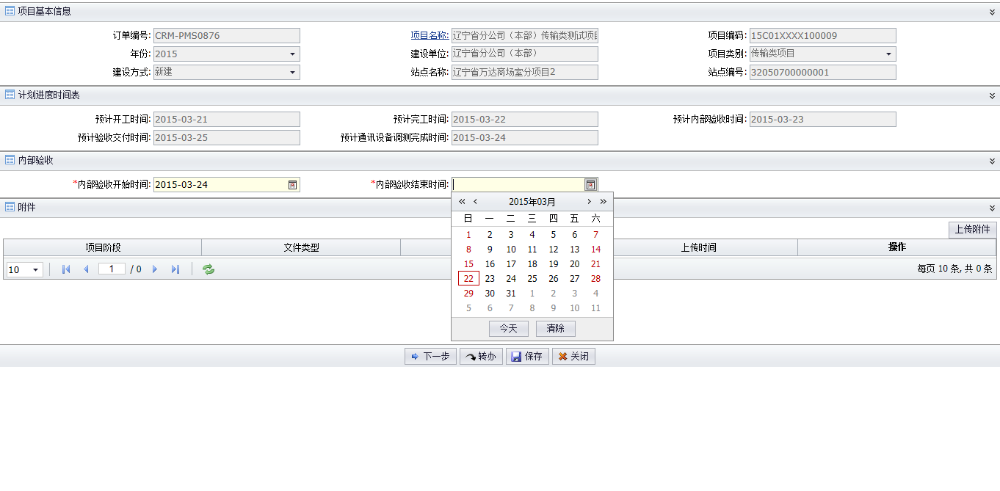 项目基本信息
订单编号: CRM-PMS0876 项目名称: 辽宁省分公司（本部）传输类测试项目 项目编码: 15C01XXXX100009
年份: 2015 建设单位: 辽宁省分公司（本部） 项目类别: 传输类项目
建设方式: 新建 站点名称: 辽宁省万达商场室分项目2 站点编号: 32050700000001
计划进度时间表
预计开工时间: 2015-03-21 预计完工时间: 2015-03-22 预计内部验收时间: 2015-03-23
预计验收交付时间: 2015-03-25 预计通讯设备调测完成时间: 2015-03-24
内部验收
*内部验收开始时间: 2015-03-24 *内部验收结束时间:
附件
2015年03月
日 一 二 三 四 五 六
1 2 3 4 5 6 7
8 9 10 11 12 13 14
15 16 17 18 19 20 21
22 23 24 25 26 27 28
29 30 31 1 2 3 4
5 6 7 8 9 10 11
今天 清除
上传附件
项目阶段 文件类型 上传时间 操作
10 1 / 0 每页 10 条, 共 0 条
下一步 转办 保存 关闭